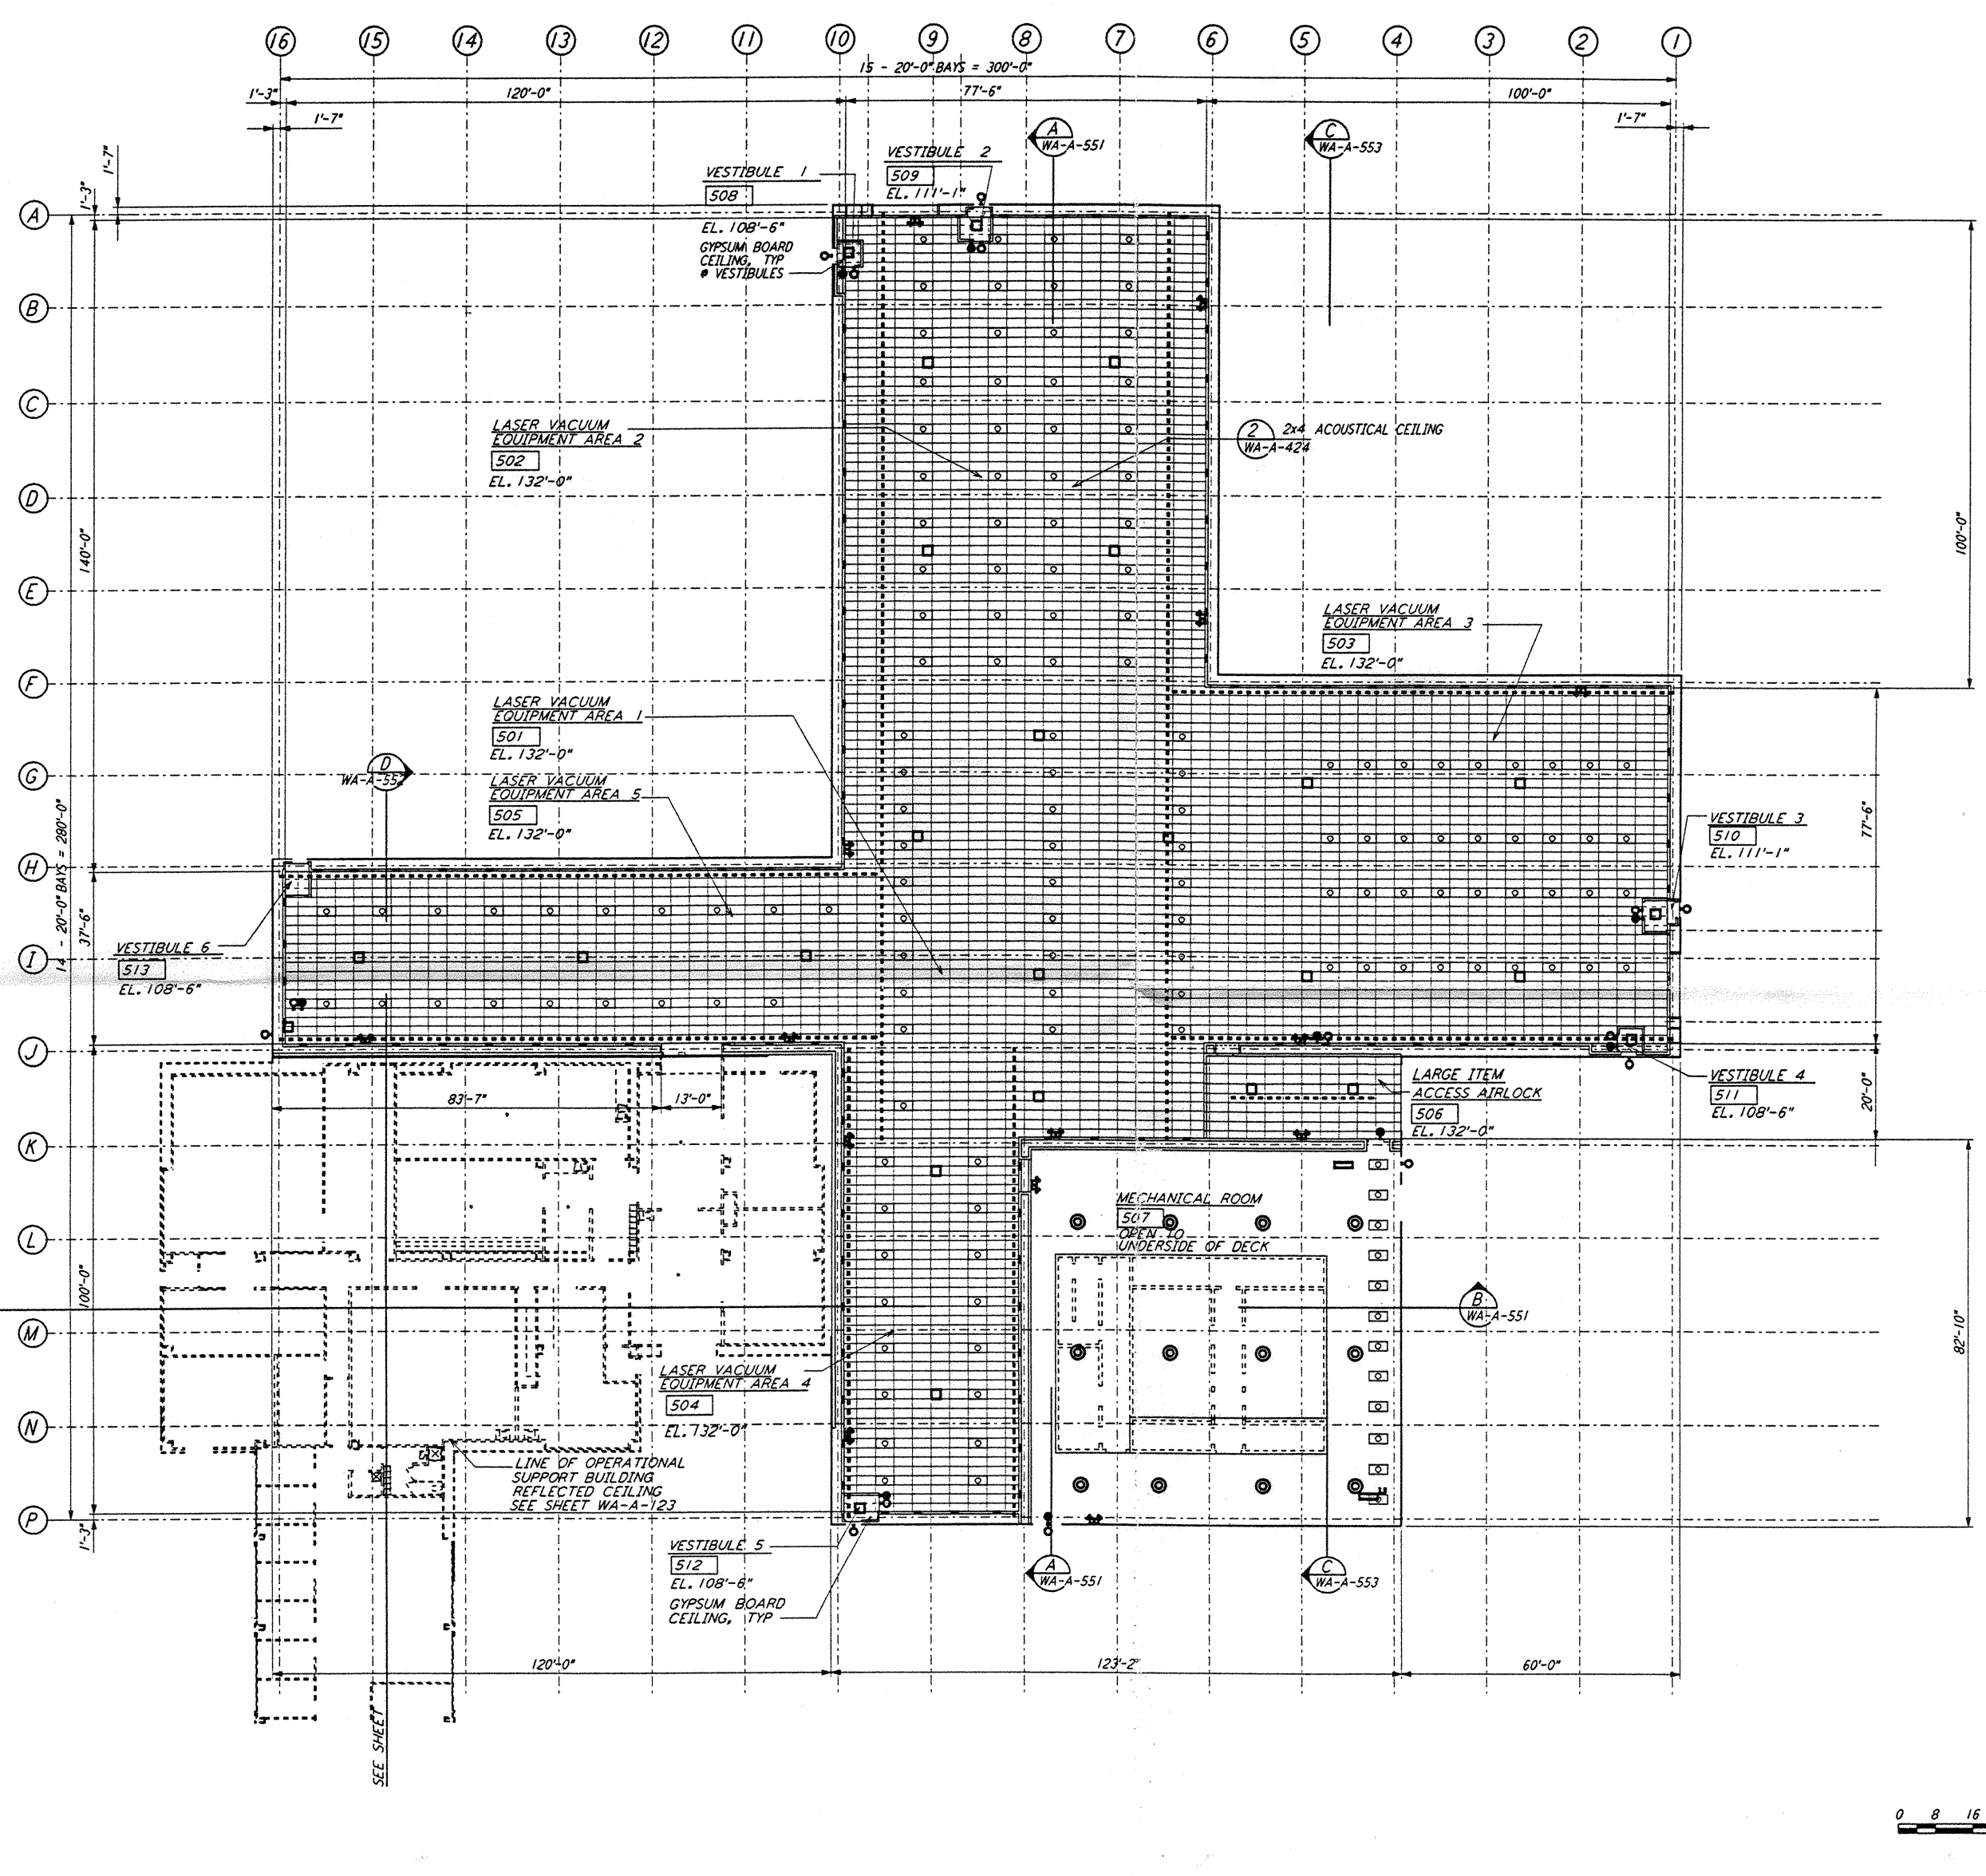 16 15 14 13 12 11 10 9 8 7 6 5 4 3 2 1
15 - 20'-0" BAYS = 300'-0"
1'-3"
120'-0"
77'-6"
100'-0"
1'-7"
1'-7"
1'-7"
1'-3"
A
WA-A-551
C
WA-A-553
VESTIBULE 1
508
EL. 108'-6"
GYPSUM BOARD
CEILING, TYP
@ VESTIBULES
VESTIBULE 2
509
EL. 111'-1"
A
B
C
D
E
F
G
H
I
J
K
L
M
N
P
14 - 20'-0" BAYS = 280'-0"
140'-0"
37'-6"
100'-0"
1'-3"
LASER VACUUM
EQUIPMENT AREA 2
502
EL. 132'-0"
2
WA-A-424
2x4 ACOUSTICAL CEILING
100'-0"
LASER VACUUM
EQUIPMENT AREA 3
503
EL. 132'-0"
LASER VACUUM
EQUIPMENT AREA 1
501
EL. 132'-0"
D
WA-A-552
LASER VACUUM
EQUIPMENT AREA 5
505
EL. 132'-0"
77'-6"
VESTIBULE 3
510
EL. 111'-1"
VESTIBULE 6
513
EL. 108'-6"
83'-7"
13'-0"
LARGE ITEM
ACCESS AIRLOCK
506
EL. 132'-0"
VESTIBULE 4
511
EL. 108'-6"
20'-0"
MECHANICAL ROOM
507
OPEN TO
UNDERSIDE OF DECK
B
WA-A-551
82'-10"
LASER VACUUM
EQUIPMENT AREA 4
504
EL. 132'-0"
LINE OF OPERATIONAL
SUPPORT BUILDING
REFLECTED CEILING
SEE SHEET WA-A-123
VESTIBULE 5
512
EL. 108'-6"
GYPSUM BOARD
CEILING, TYP
A
WA-A-551
C
WA-A-553
120'-0"
123'-2"
60'-0"
SEE SHEET
0 8 16